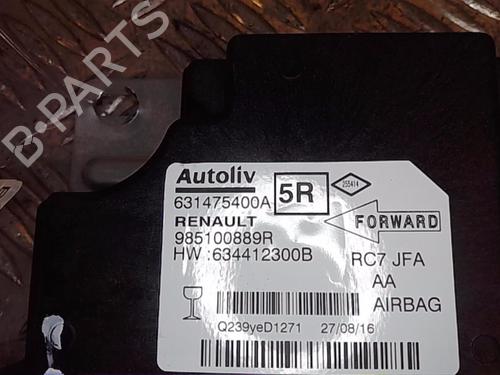 B-PARTS
Autoliv
5R
255414
631475400A
RENAULT
FORWARD
985100889R
HW :634412300B
RC7 JFA
AA
AIRBAG
Q239yeD1271 27/08/16